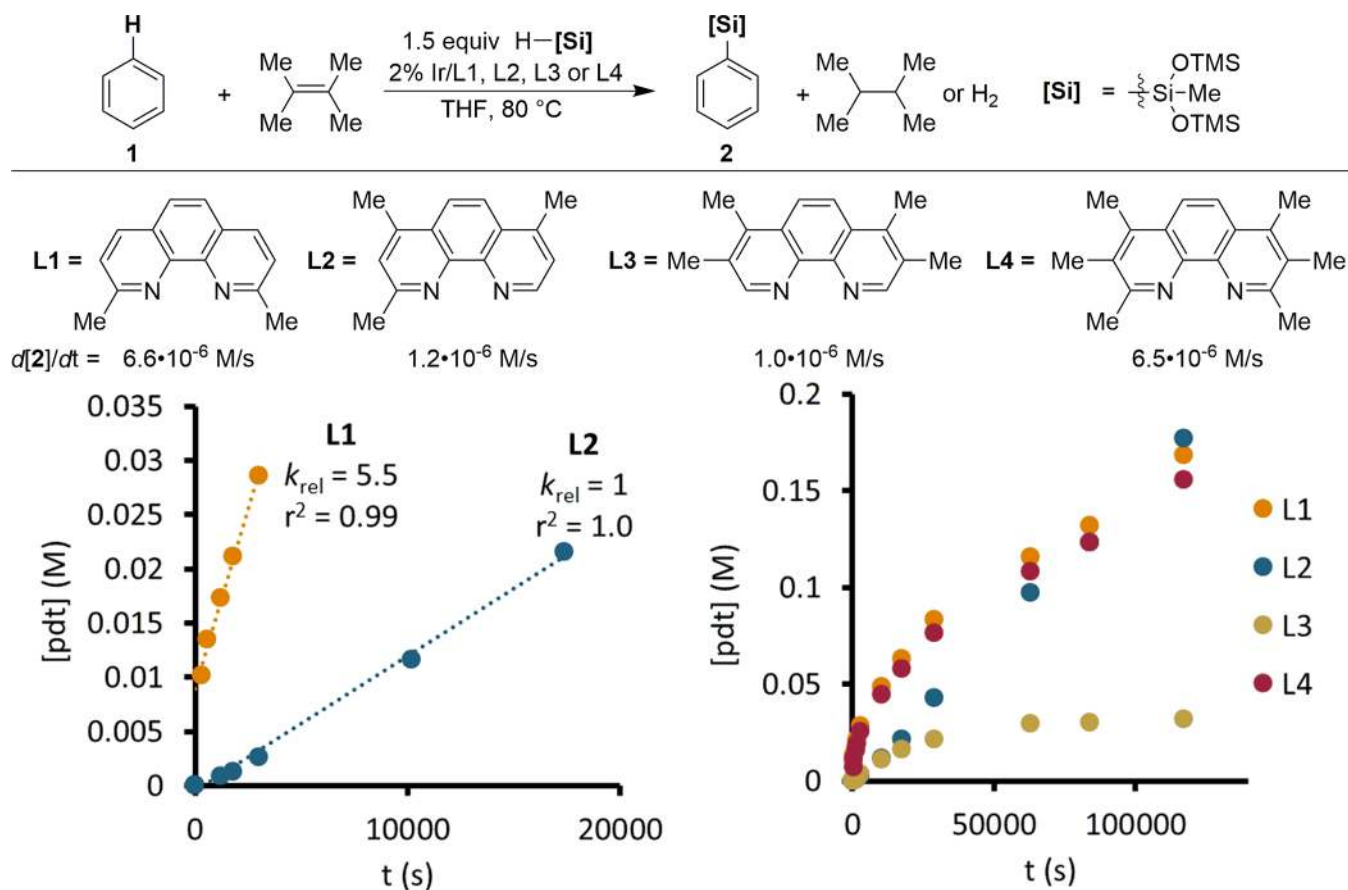 H
[Si]
1.5 equiv H–[Si]
OTMS
Me Me
2% Ir/L1, L2, L3 or L4
Me Me
+
+
or H2
[Si] =
Si–Me
Me Me
THF, 80 °C
Me Me
OTMS
1
2
Me Me
Me Me
Me Me
L1 =
L2 =
L3 = Me Me
L4 = Me Me
N N
N N
N N
N N
Me Me
Me
Me Me
d[2]/dt = 6.6•10⁻⁶ M/s
1.2•10⁻⁶ M/s
1.0•10⁻⁶ M/s
6.5•10⁻⁶ M/s
[pdt] (M)
0.035
0.03
0.025
0.02
0.015
0.01
0.005
0
0 10000 20000
t (s)
L1
krel = 5.5
r² = 0.99
L2
krel = 1
r² = 1.0
[pdt] (M)
0.2
0.15
0.1
0.05
0
0 50000 100000
t (s)
L1
L2
L3
L4